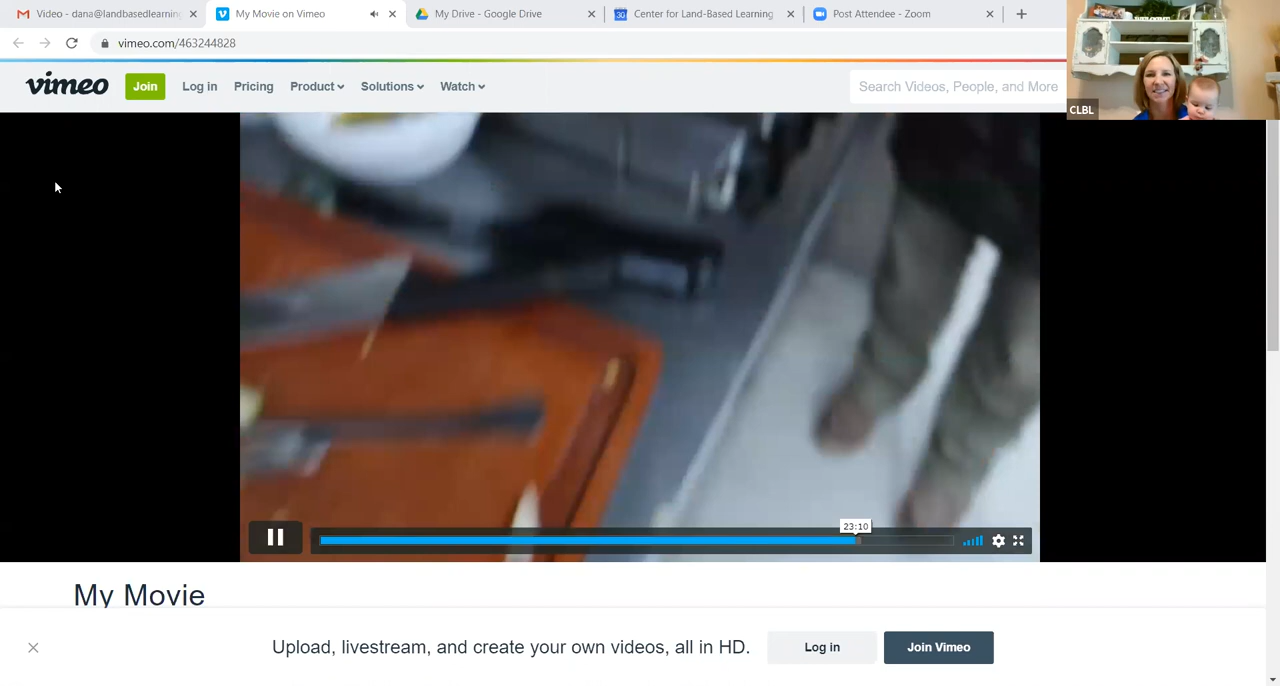 Video - dana@landbasedlearning
My Movie on Vimeo
My Drive - Google Drive
30
Center for Land-Based Learning
Post Attendee - Zoom
vimeo.com/463244828
vimeo
Join
Log in
Pricing
Product
Solutions
Watch
Search Videos, People, and More
CLBL
23:10
My Movie
Upload, livestream, and create your own videos, all in HD.
Log in
Join Vimeo